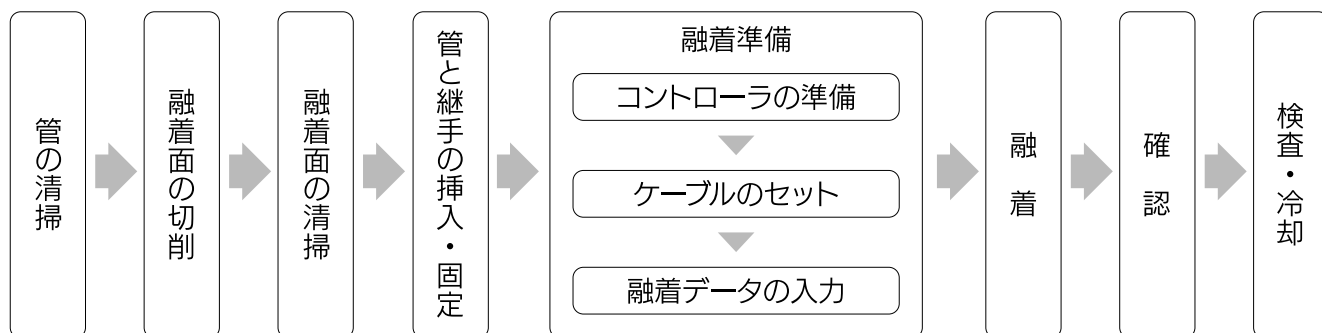 管の清掃
融着面の切削
融着面の清掃
管と継手の挿入・固定
融着準備
コントローラの準備
ケーブルのセット
融着データの入力
融着
確認
検査・冷却